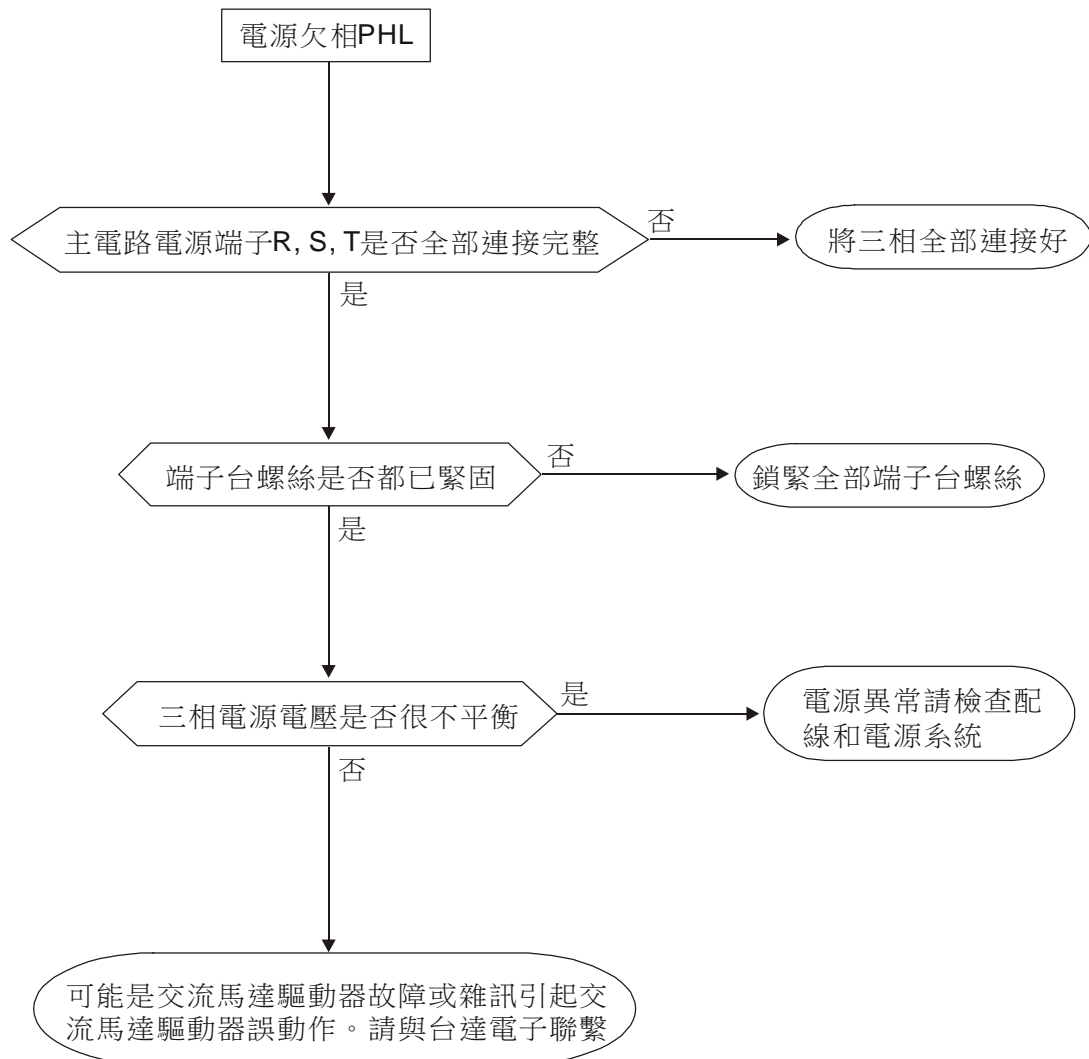 電源欠相PHL
主電路電源端子R, S, T是否全部連接完整
否
將三相全部連接好
是
端子台螺絲是否都已緊固
否
鎖緊全部端子台螺絲
是
三相電源電壓是否很不平衡
是
電源異常請檢查配
線和電源系統
否
可能是交流馬達驅動器故障或雜訊引起交
流馬達驅動器誤動作。請與台達電子聯繫